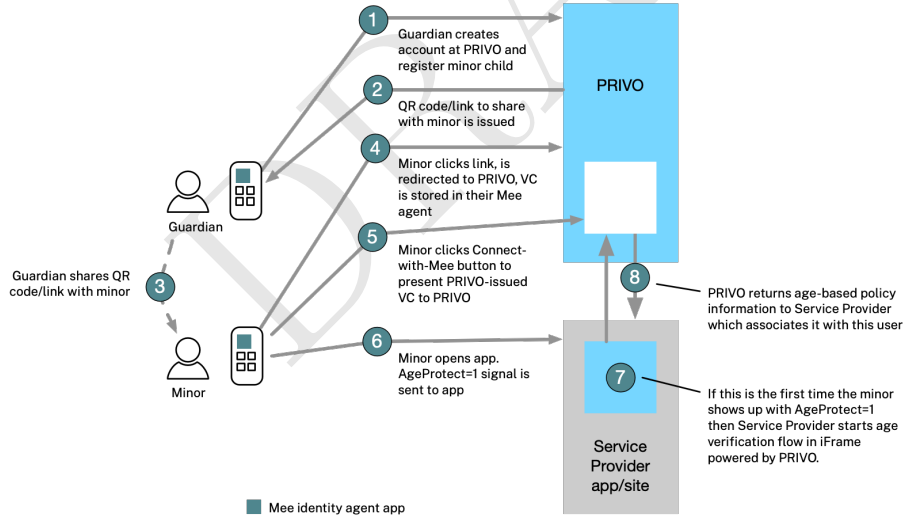 1
Guardian creates
account at PRIVO and
register minor child
PRIVO
2
QR code/link to share
with minor is issued
4
Minor clicks link, is
redirected to PRIVO, VC
is stored in their Mee
agent
Guardian
5
Minor clicks Connect-
with-Mee button to
present PRIVO-issued
VC to PRIVO
Guardian shares QR
code/link with minor
3
8
PRIVO returns age-based policy
information to Service Provider
which associates it with this user
6
Minor opens app.
AgeProtect=1 signal is
sent to app
Minor
7
If this is the first time the minor
shows up with AgeProtect=1
then Service Provider starts age
verification flow in iFrame
powered by PRIVO.
Service
Provider
app/site
Mee identity agent app
DRA